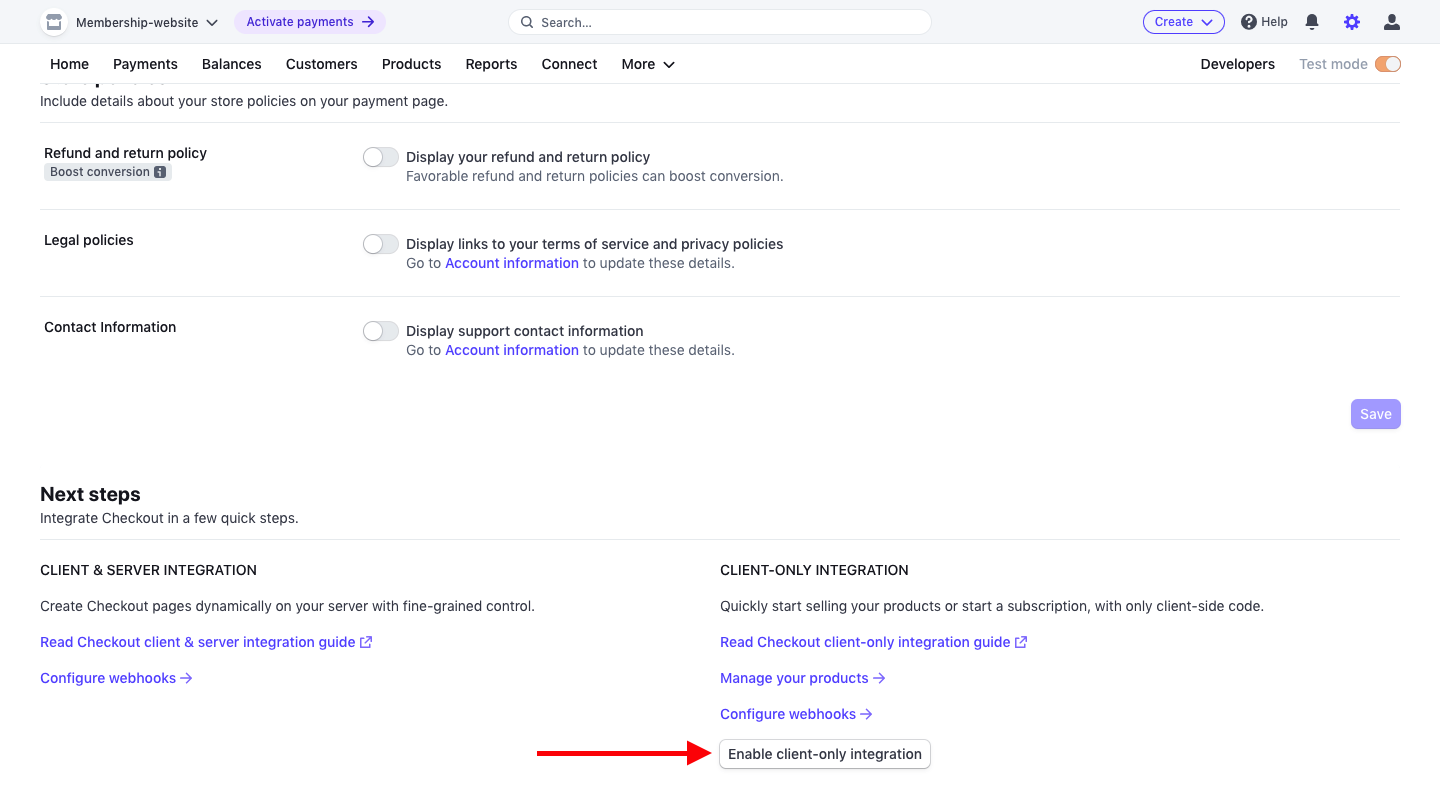 Membership-website
Activate payments
Search...
Create
Help
Home
Payments
Balances
Customers
Products
Reports
Connect
More
Developers
Test mode
Include details about your store policies on your payment page.
Refund and return policy
Boost conversion
Display your refund and return policy
Favorable refund and return policies can boost conversion.
Legal policies
Display links to your terms of service and privacy policies
Go to Account information to update these details.
Contact Information
Display support contact information
Go to Account information to update these details.
Save
Next steps
Integrate Checkout in a few quick steps.
CLIENT & SERVER INTEGRATION
Create Checkout pages dynamically on your server with fine-grained control.
Read Checkout client & server integration guide
Configure webhooks
CLIENT-ONLY INTEGRATION
Quickly start selling your products or start a subscription, with only client-side code.
Read Checkout client-only integration guide
Manage your products
Configure webhooks
Enable client-only integration